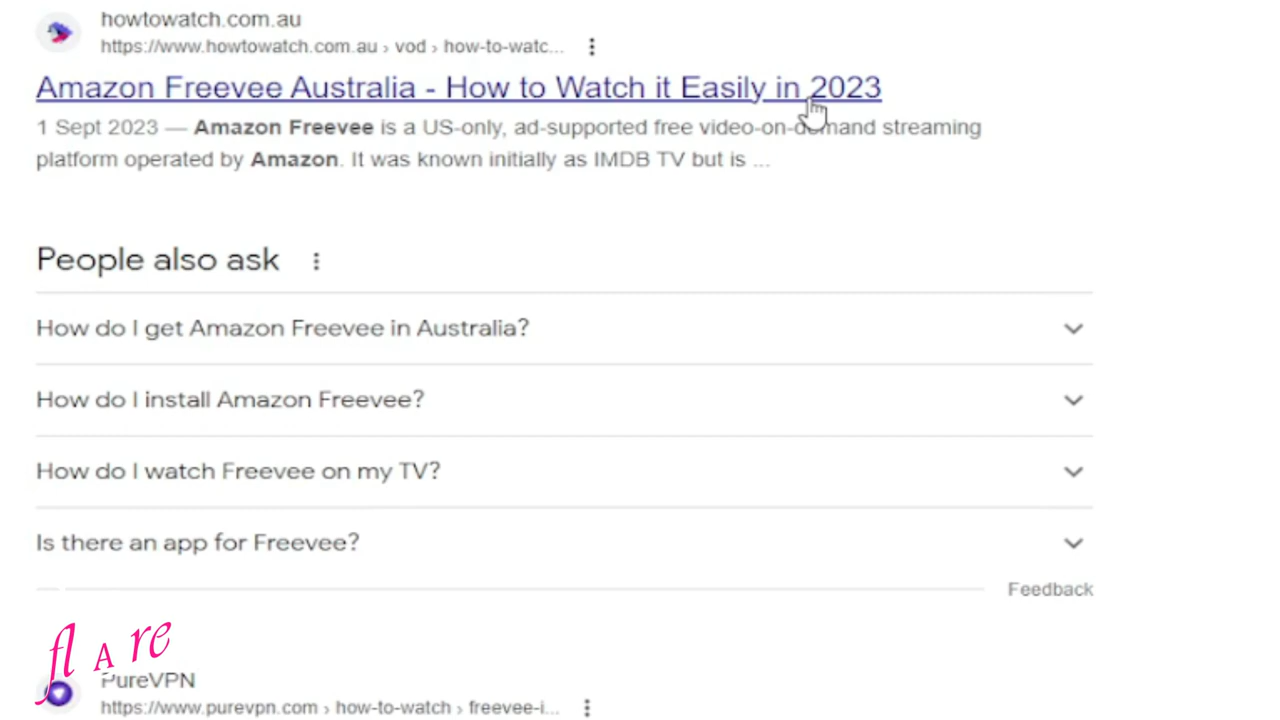 howtowatch.com.au
https://www.howtowatch.com.au › vod › how-to-watc...
Amazon Freevee Australia - How to Watch it Easily in 2023
1 Sept 2023 — Amazon Freevee is a US-only, ad-supported free video-on-demand streaming
platform operated by Amazon. It was known initially as IMDB TV but is ...
People also ask
How do I get Amazon Freevee in Australia?
How do I install Amazon Freevee?
How do I watch Freevee on my TV?
Is there an app for Freevee?
Feedback
flAre
PureVPN
https://www.purevpn.com › how-to-watch › freevee-i...